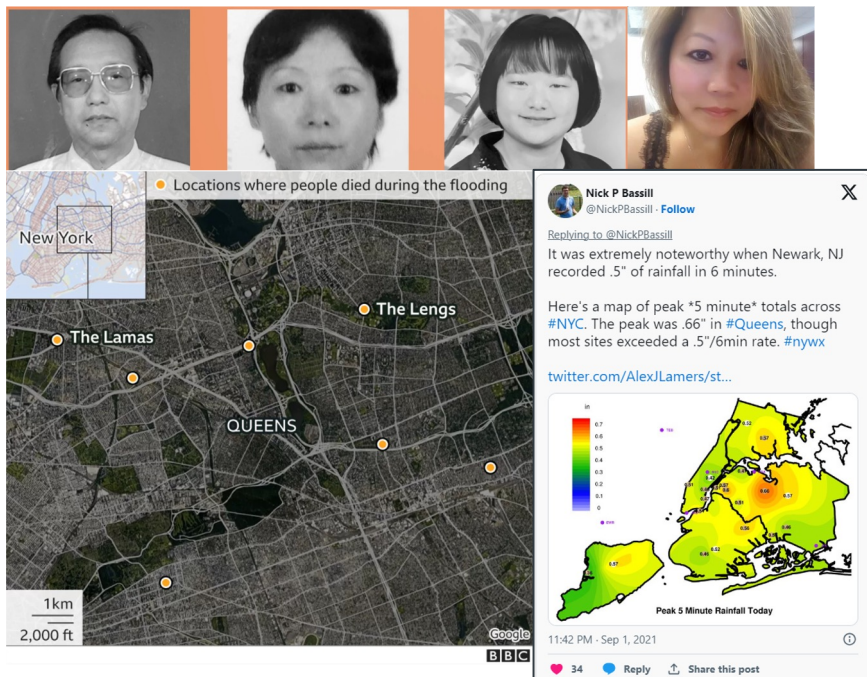 Locations where people died during the flooding
New York
The Lengs
The Lamas
QUEENS
1km
2,000 ft
Google
BBC
Nick P Bassill
@NickPBassill · Follow
Replying to @NickPBassill
It was extremely noteworthy when Newark, NJ
recorded .5" of rainfall in 6 minutes.
Here's a map of peak *5 minute* totals across
#NYC. The peak was .66" in #Queens, though
most sites exceeded a .5"/6min rate. #nywx
twitter.com/AlexJLamers/st...
in
0.7
0.6
0.5
0.4
0.3
0.2
0.1
0
0.57
0.66
0.46
0.57
Peak 5 Minute Rainfall Today
11:42 PM · Sep 1, 2021
34
Reply
Share this post